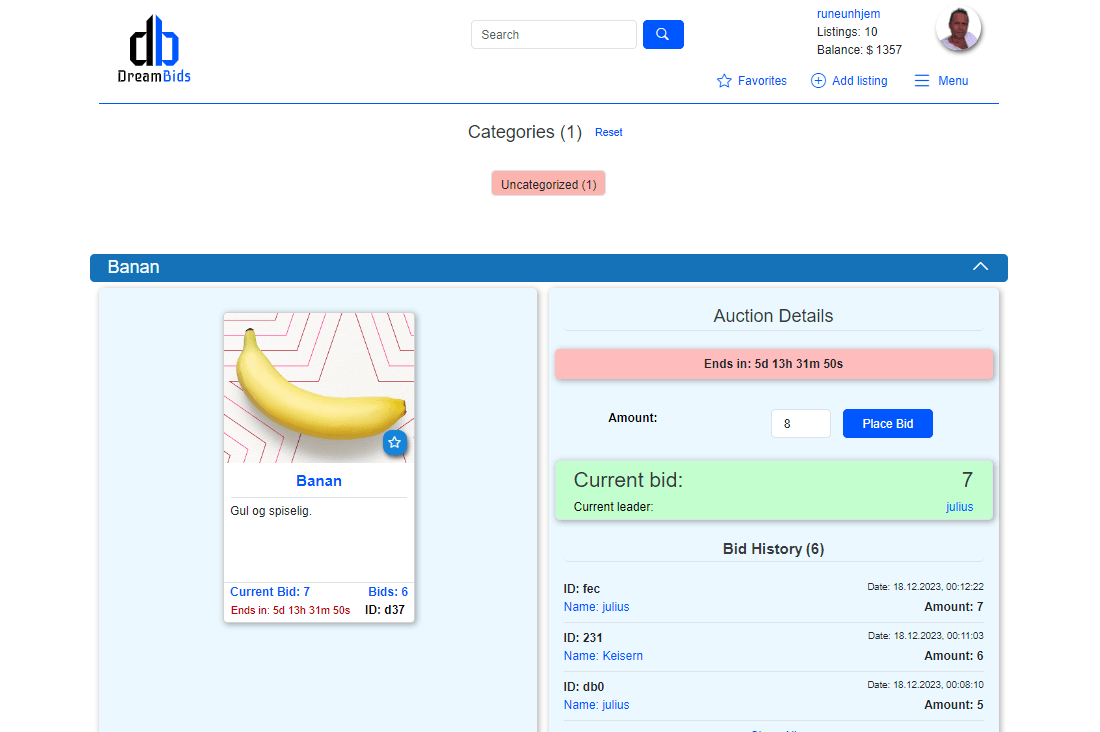 db
DreamBids
Search
runeunhjem
Listings: 10
Balance: $ 1357
Favorites
Add listing
Menu
Categories (1) Reset
Uncategorized (1)
Banan
Banan
Gul og spiselig.
Current Bid: 7 Bids: 6
Ends in: 5d 13h 31m 50s ID: d37
Auction Details
Ends in: 5d 13h 31m 50s
Amount: 8 Place Bid
Current bid: 7
Current leader: julius
Bid History (6)
ID: fec Date: 18.12.2023, 00:12:22
Name: julius Amount: 7
ID: 231 Date: 18.12.2023, 00:11:03
Name: Keisern Amount: 6
ID: db0 Date: 18.12.2023, 00:08:10
Name: julius Amount: 5